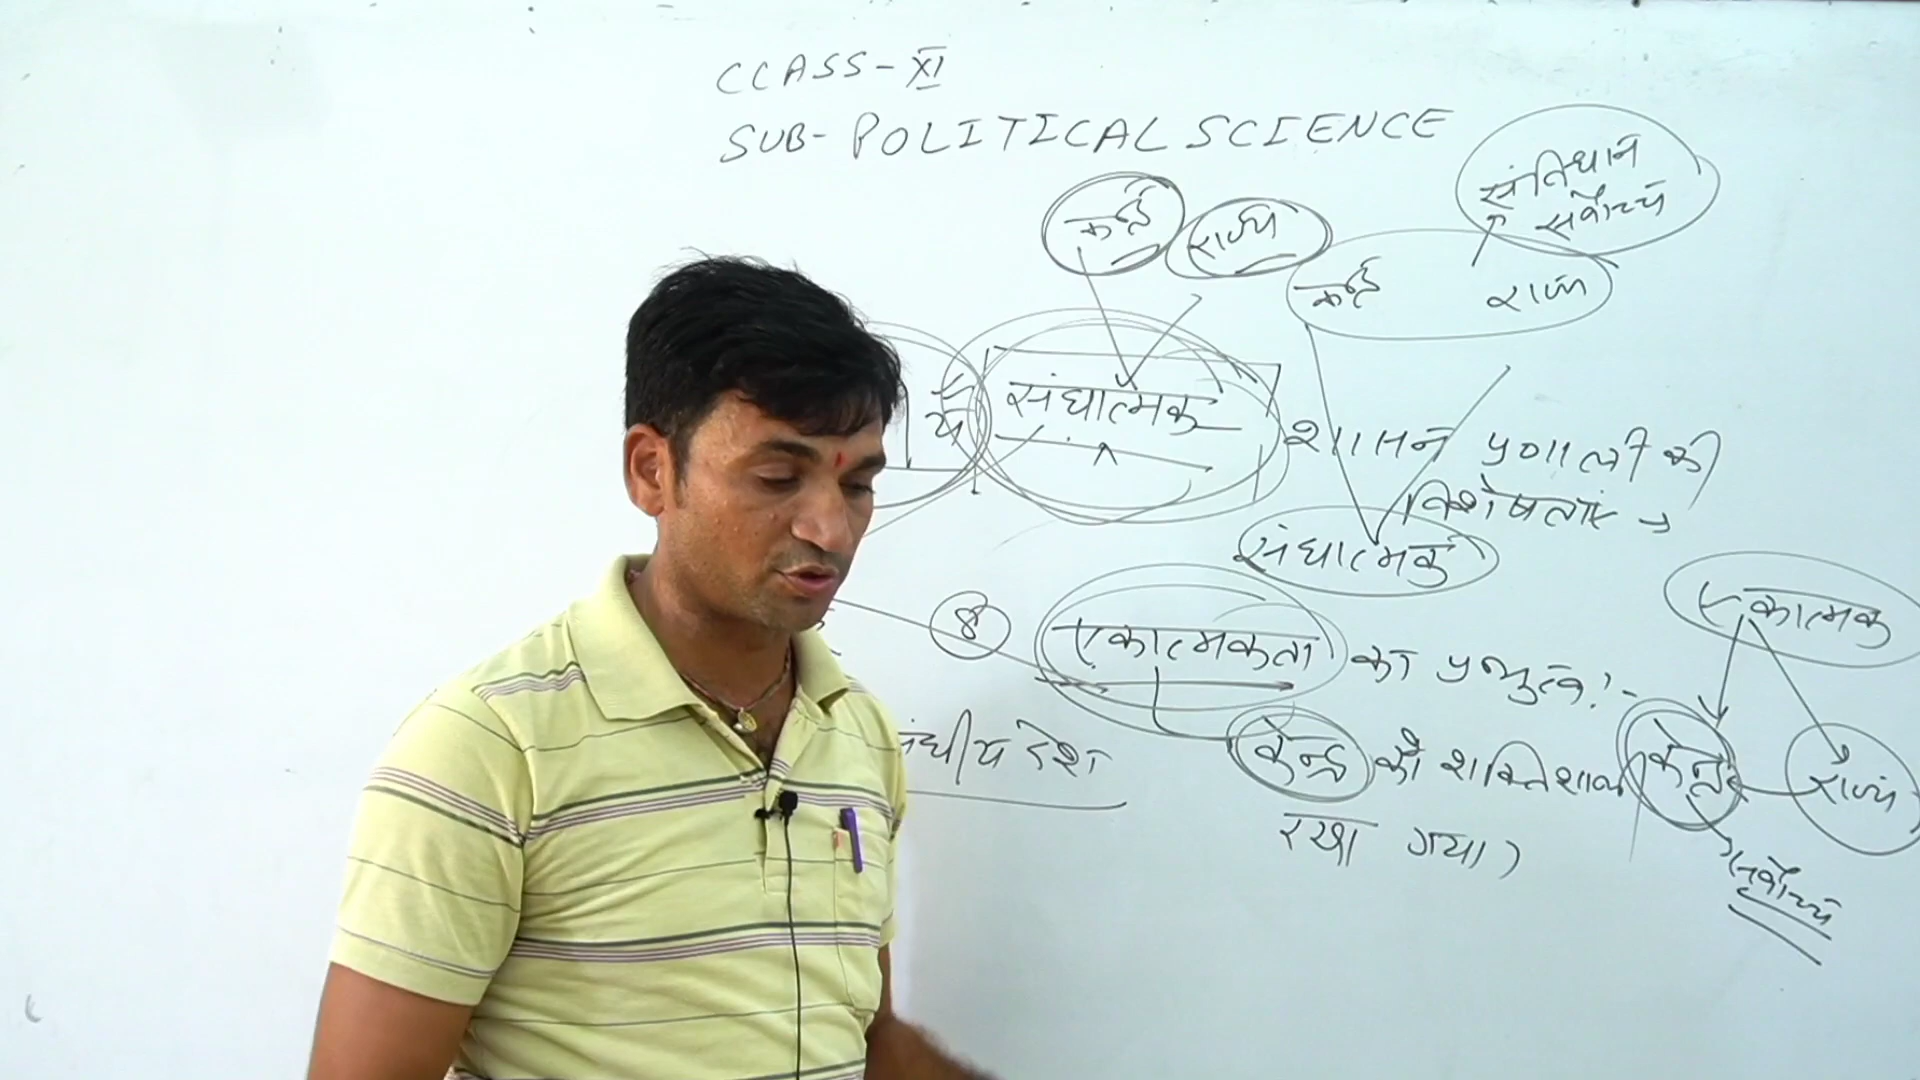 CLASS-XI
SUB- POLITICAL SCIENCE
संविधान
सर्वोच्च
केन्द्र राज्य
केन्द्र राज्य
य संघात्मक शासन प्रणाली की
विशेषताएं →
संघात्मक
एकात्मक
8 एकात्मकता का प्रभुत्व :-
संघीय देश
केन्द्र को शक्तिशाली
केन्द्र राज्य
रखा गया)
सर्वोच्च